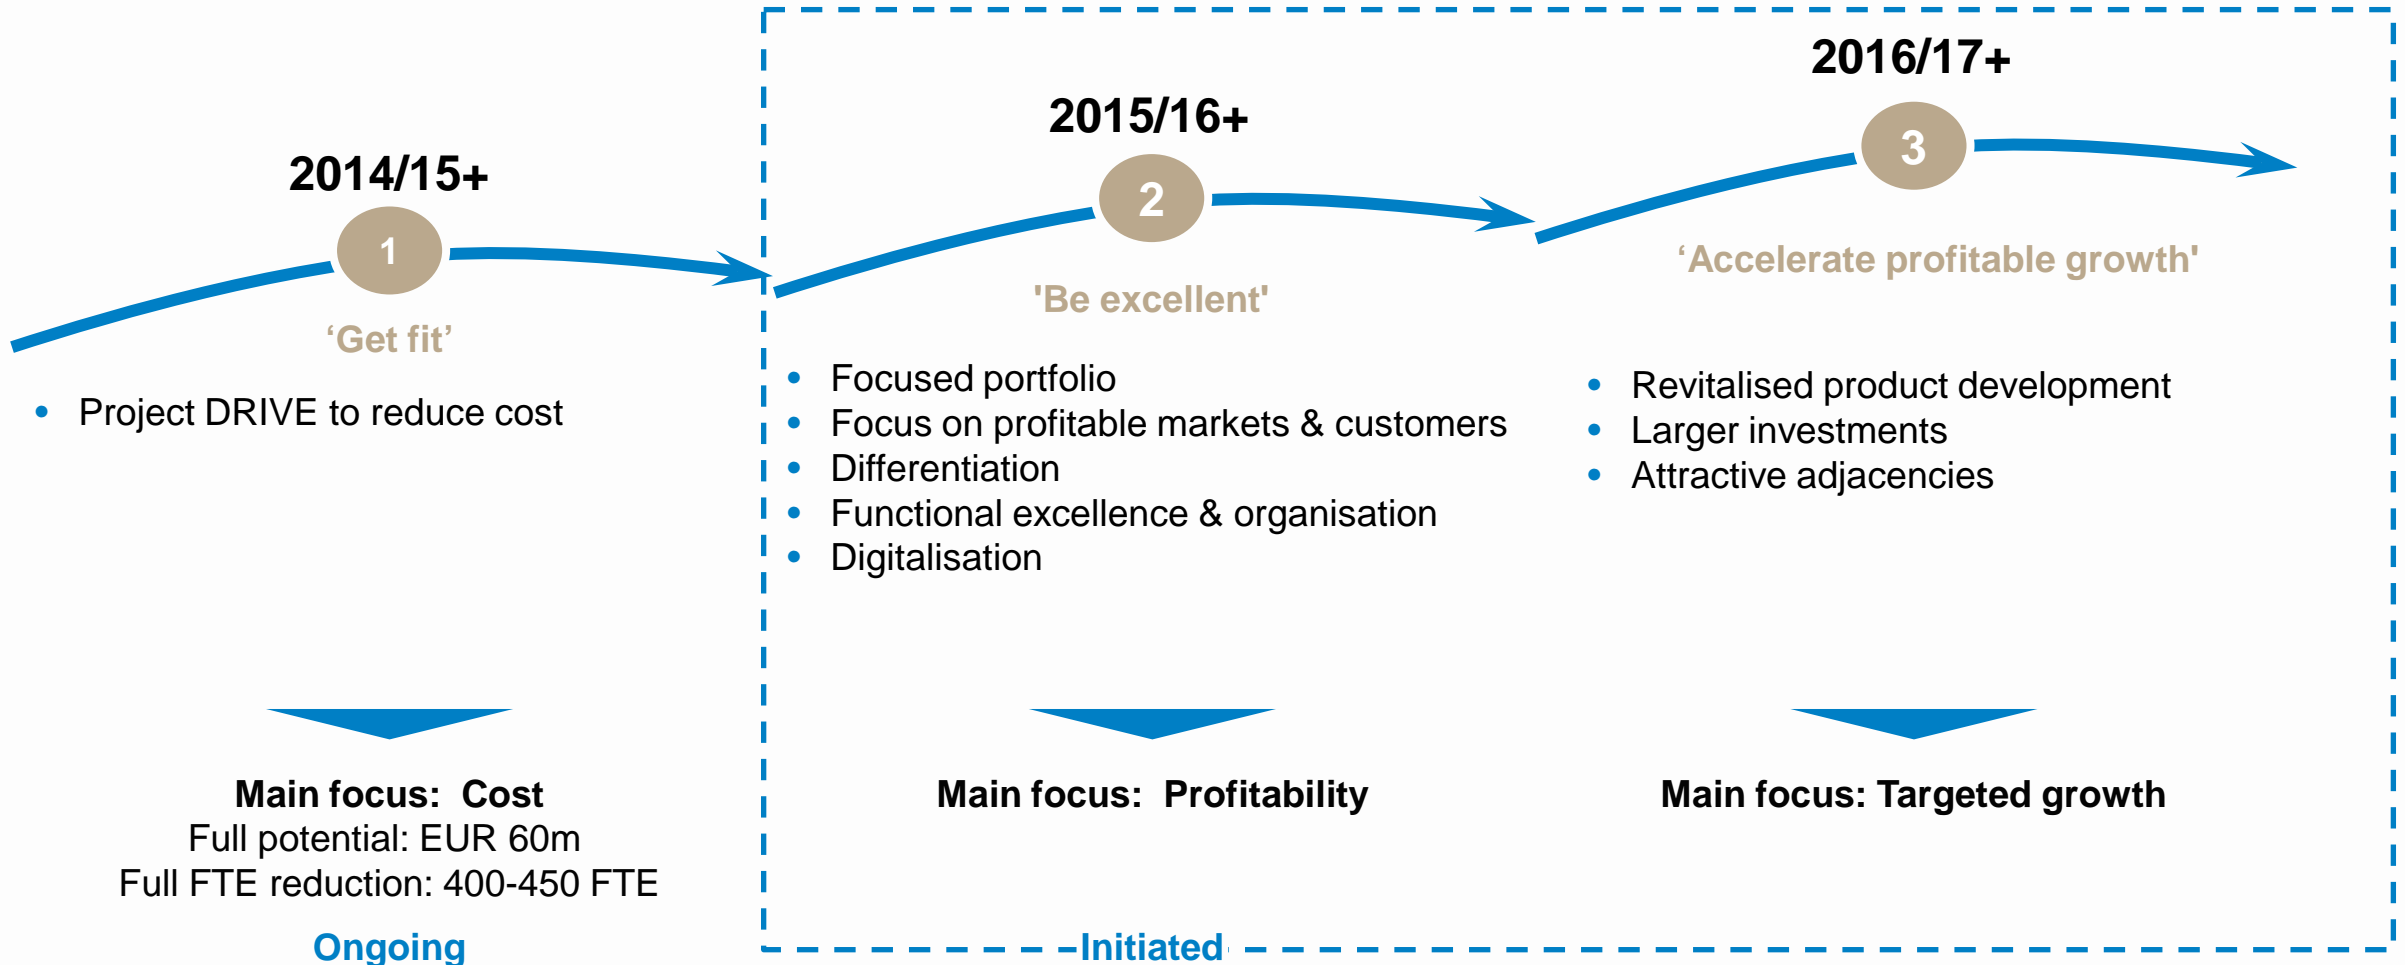 2014/15+
1
‘Get fit’
• Project DRIVE to reduce cost
Main focus:  Cost
Full potential: EUR 60m
Full FTE reduction: 400-450 FTE
Ongoing
2015/16+
2
'Be excellent'
• Focused portfolio
• Focus on profitable markets & customers
• Differentiation
• Functional excellence & organisation
• Digitalisation
Main focus:  Profitability
Initiated
2016/17+
3
‘Accelerate profitable growth'
• Revitalised product development
• Larger investments
• Attractive adjacencies
Main focus: Targeted growth